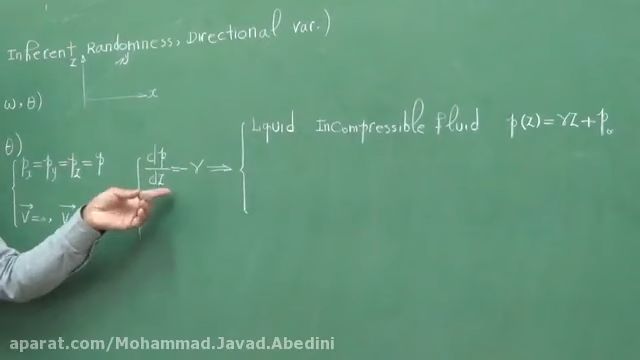 Inherent Randomness, Directional var.)
z
y
x
ω, θ)
Liquid Incompressible fluid p(z)=γz+p₀
θ)
pₓ=p_y=p_z=p
dp/dz=-γ ⇒
V⃗=0, V⃗
aparat.com/Mohammad.Javad.Abedini